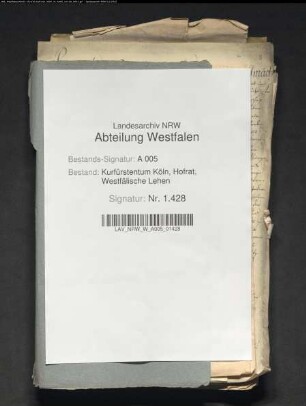 Landesarchiv NRW
Abteilung Westfalen
Bestands-Signatur: A 005
Bestand: Kurfürstentum Köln, Hofrat,
Westfälische Lehen
Signatur: Nr. 1.428
LAV_NRW_W_A005_01428